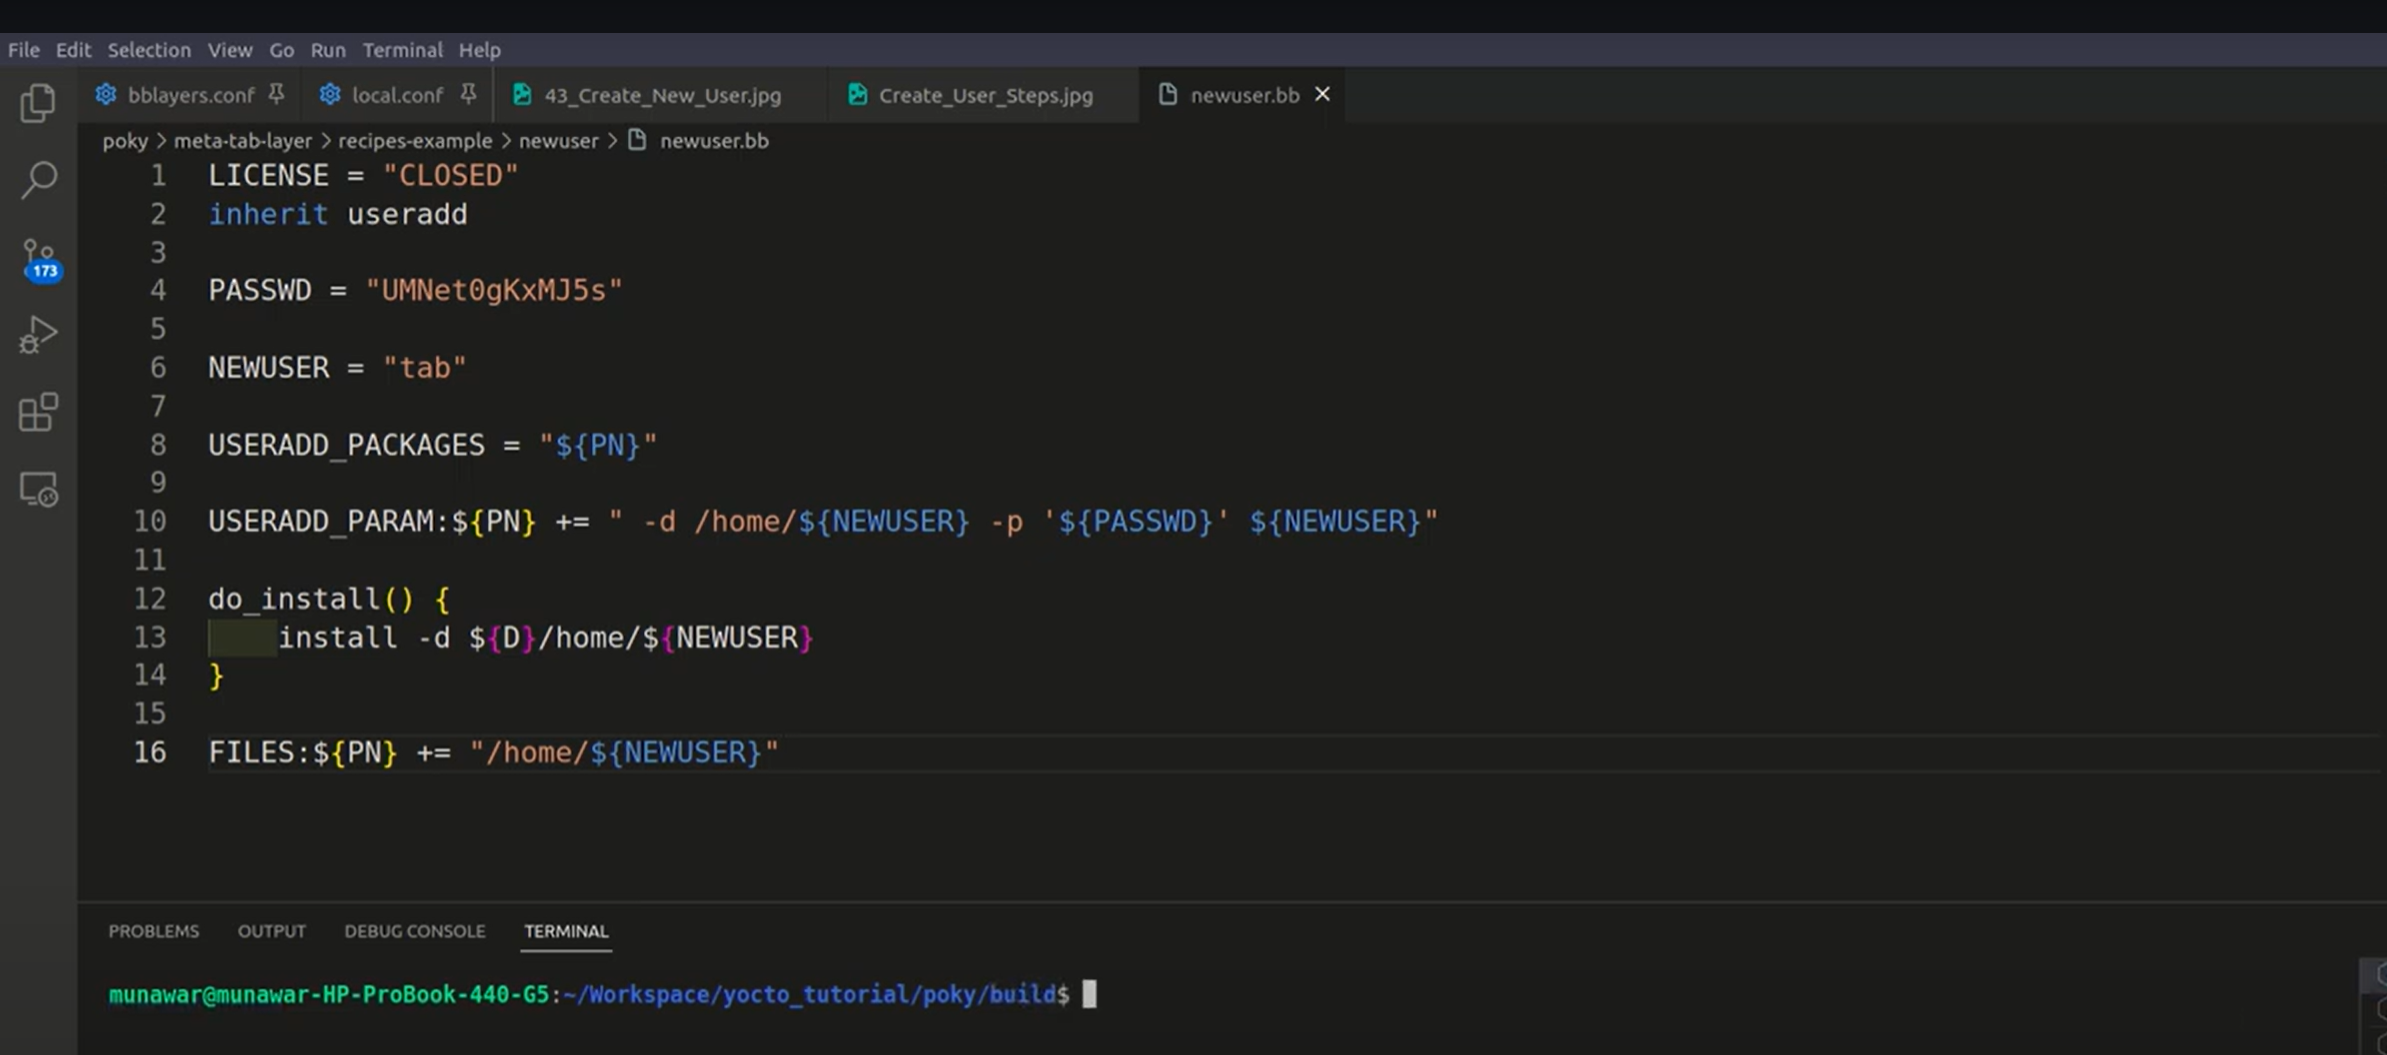 File Edit Selection View Go Run Terminal Help
bblayers.conf local.conf 43_Create_New_User.jpg Create_User_Steps.jpg newuser.bb
poky > meta-tab-layer > recipes-example > newuser > newuser.bb
1 LICENSE = "CLOSED"
2 inherit useradd
3
173
4 PASSWD = "UMNet0gKxMJ5s"
5
6 NEWUSER = "tab"
7
8 USERADD_PACKAGES = "${PN}"
9
10 USERADD_PARAM:${PN} += " -d /home/${NEWUSER} -p '${PASSWD}' ${NEWUSER}"
11
12 do_install() {
13 install -d ${D}/home/${NEWUSER}
14 }
15
16 FILES:${PN} += "/home/${NEWUSER}"
PROBLEMS OUTPUT DEBUG CONSOLE TERMINAL
munawar@munawar-HP-ProBook-440-G5:~/Workspace/yocto_tutorial/poky/build$